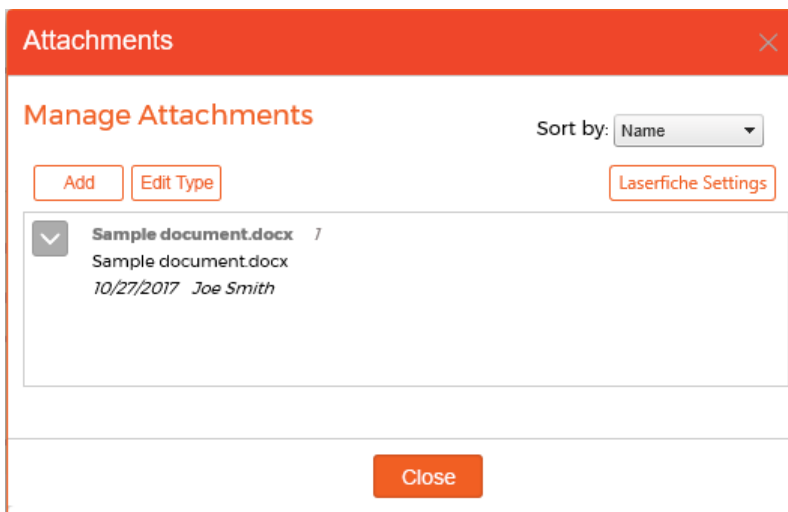 Attachments
Manage Attachments
Sort by: Name
Add Edit Type Laserfiche Settings
Sample document.docx 1
Sample document.docx
10/27/2017 Joe Smith
Close